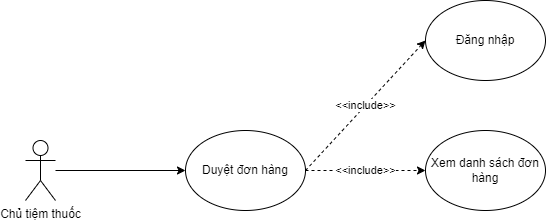 Đăng nhập
<<include>>
Duyệt đơn hàng
<<include>>
Xem danh sách đơn
hàng
Chủ tiệm thuốc